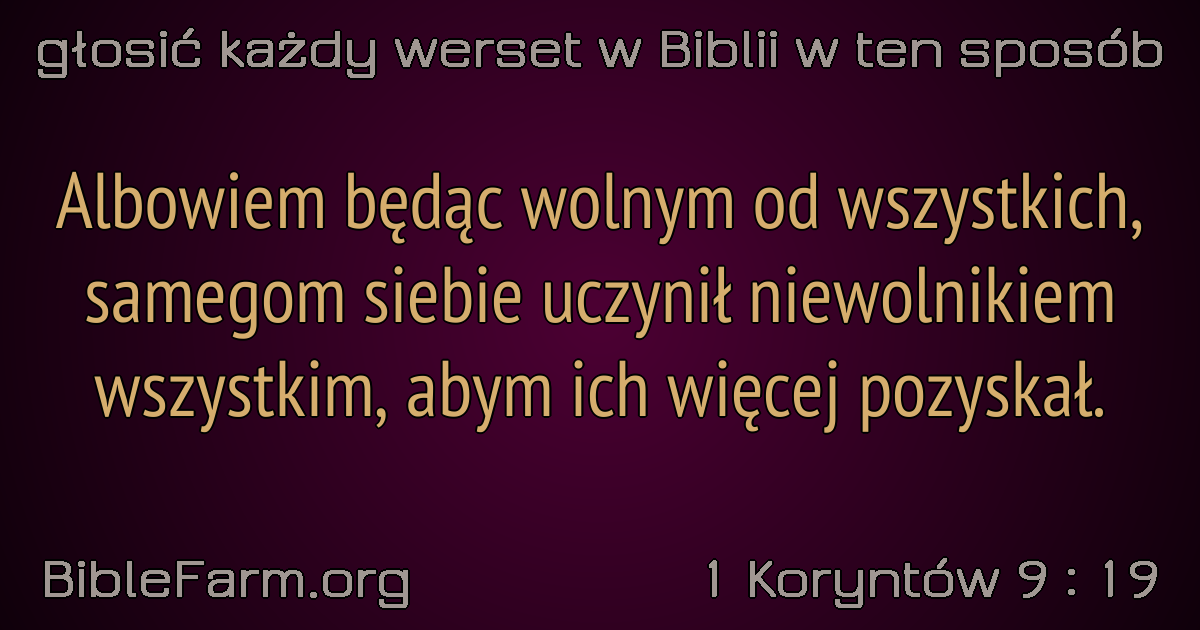 głosić każdy werset w Biblii w ten sposób
Albowiem będąc wolnym od wszystkich,
samegom siebie uczynił niewolnikiem
wszystkim, abym ich więcej pozyskał.
BibleFarm.org
1 Koryntów 9 : 19